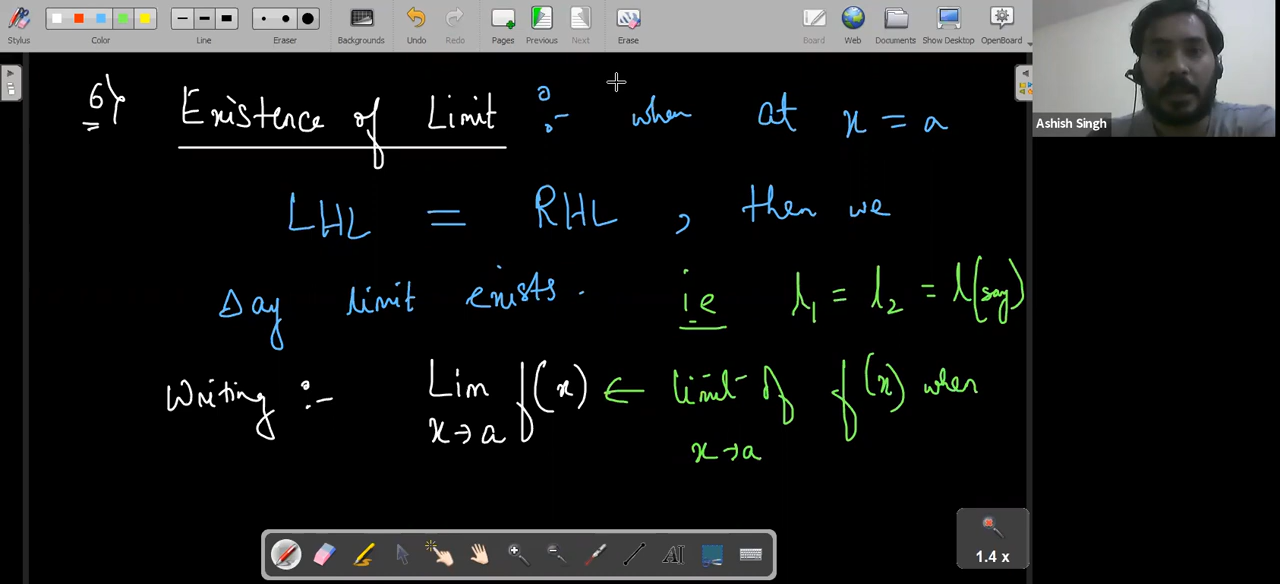 Stylus Color Line Eraser Backgrounds Undo Redo Pages Previous Next Erase Board Web Documents Show Desktop OpenBoard
Ashish Singh
6) Existence of Limit :- when at x = a
LHL = RHL , then we
say limit exists . ie l₁ = l₂ = l (say)
Writing :- Lim f(x) ← limit of f(x) when
x→a x→a
1.4 x